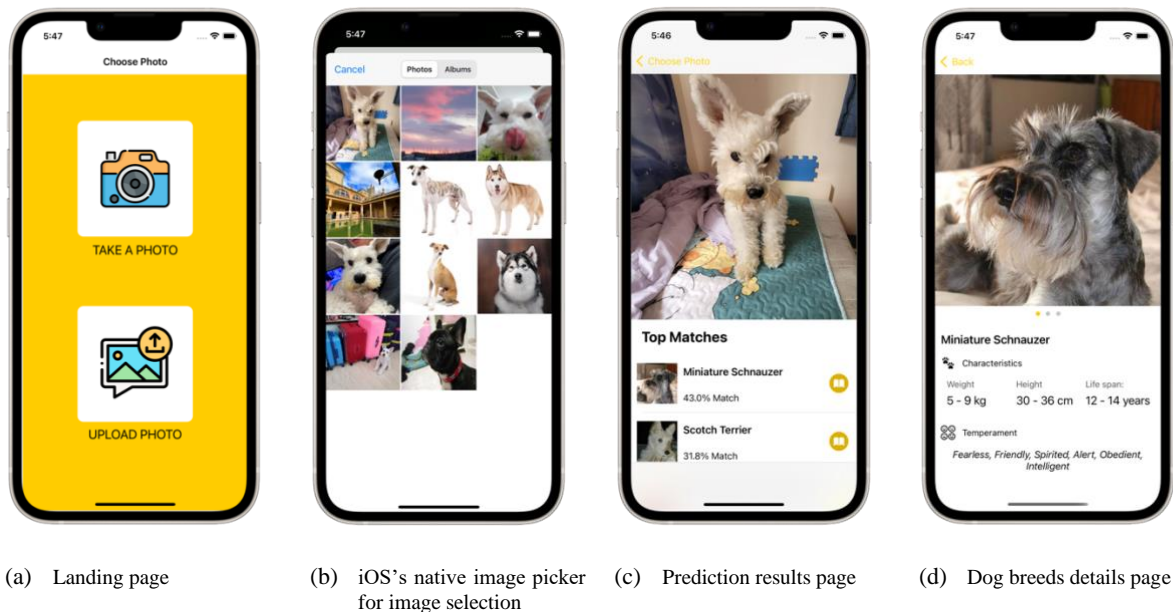 5:47
Choose Photo
TAKE A PHOTO
UPLOAD PHOTO
5:47
Cancel
Photos
Albums
5:46
Choose Photo
Top Matches
Miniature Schnauzer
43.0% Match
Scotch Terrier
31.8% Match
5:47
Back
Miniature Schnauzer
Characteristics
Weight Height Life span:
5 - 9 kg 30 - 36 cm 12 - 14 years
Temperament
Fearless, Friendly, Spirited, Alert, Obedient,
Intelligent
(a) Landing page
(b) iOS's native image picker
for image selection
(c) Prediction results page
(d) Dog breeds details page